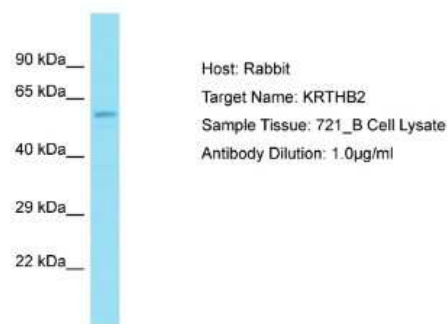 90 kDa
65 kDa
40 kDa
29 kDa
22 kDa
Host: Rabbit
Target Name: KRTHB2
Sample Tissue: 721_B Cell Lysate
Antibody Dilution: 1.0µg/ml